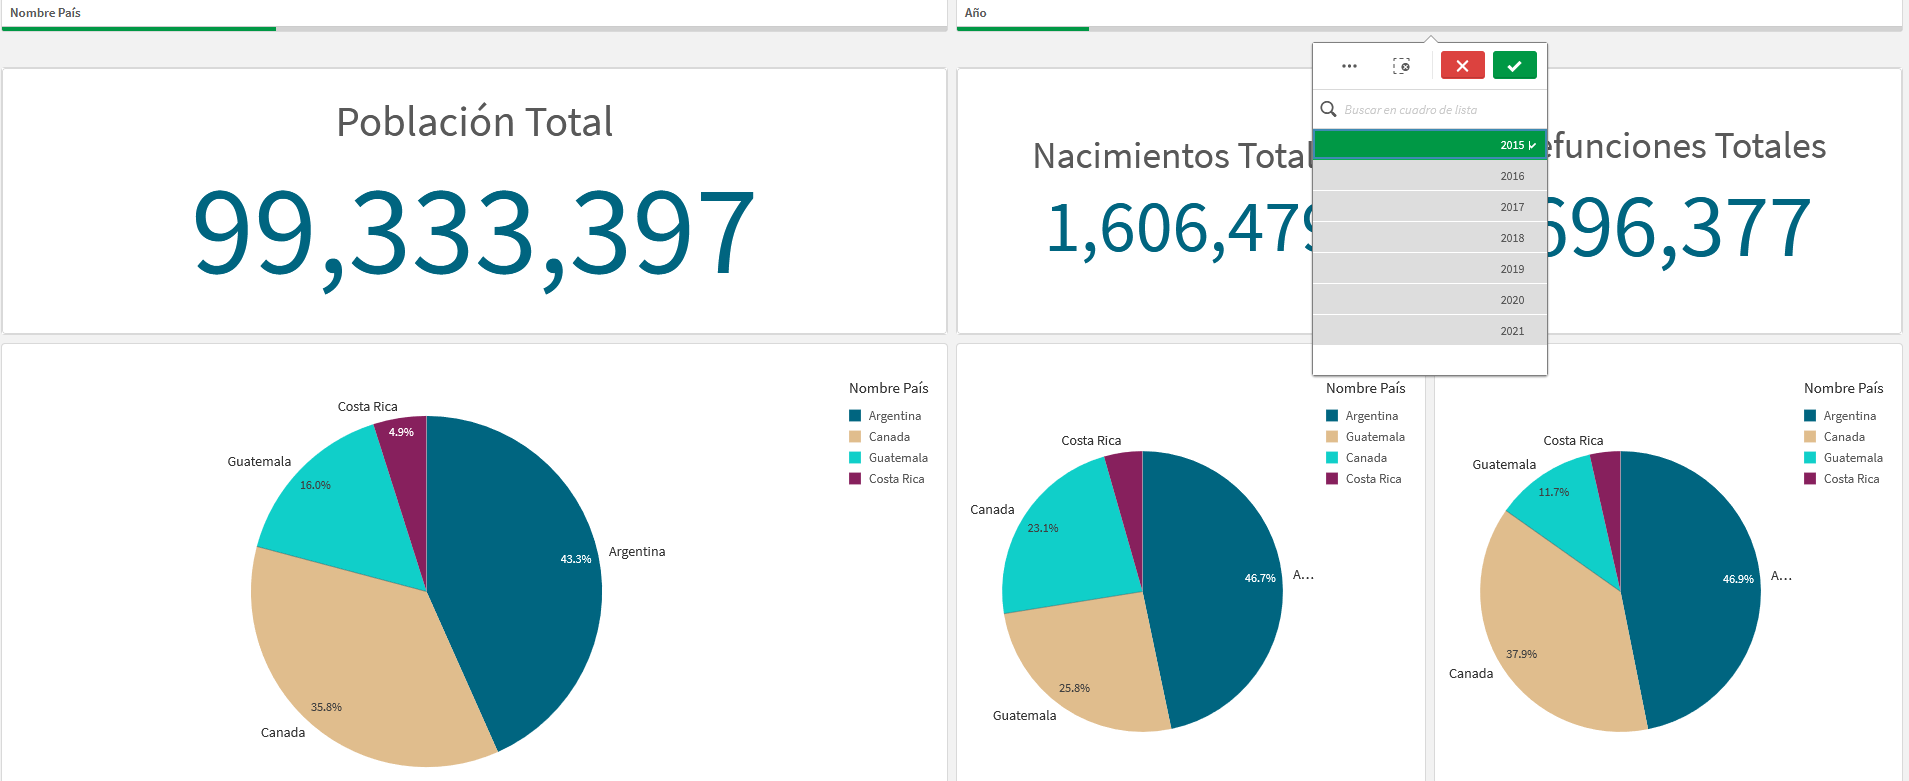 Nombre País
Año
Buscar en cuadro de lista
2015
2016
2017
2018
2019
2020
2021
Población Total
99,333,397
Nacimientos Total
1,606,479
efunciones Totales
696,377
Nombre País
Argentina
Canada
Guatemala
Costa Rica
Costa Rica
4.9%
Guatemala
16.0%
43.3%
Argentina
35.8%
Canada
Nombre País
Argentina
Guatemala
Canada
Costa Rica
Costa Rica
Canada
23.1%
46.7%
A...
25.8%
Guatemala
Nombre País
Argentina
Canada
Guatemala
Costa Rica
Costa Rica
Guatemala
11.7%
46.9%
A...
37.9%
Canada